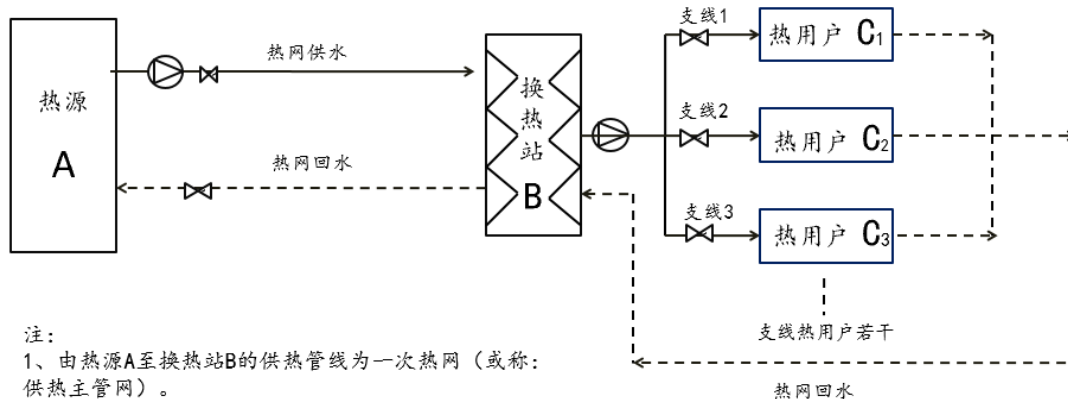 支线1
热用户 C1
热网供水
热源
A
换热站
B
支线2
热用户 C2
热网回水
支线3
热用户 C3
支线热用户若干
注：
1、由热源A至换热站B的供热管线为一次热网（或称：
供热主管网）。
热网回水